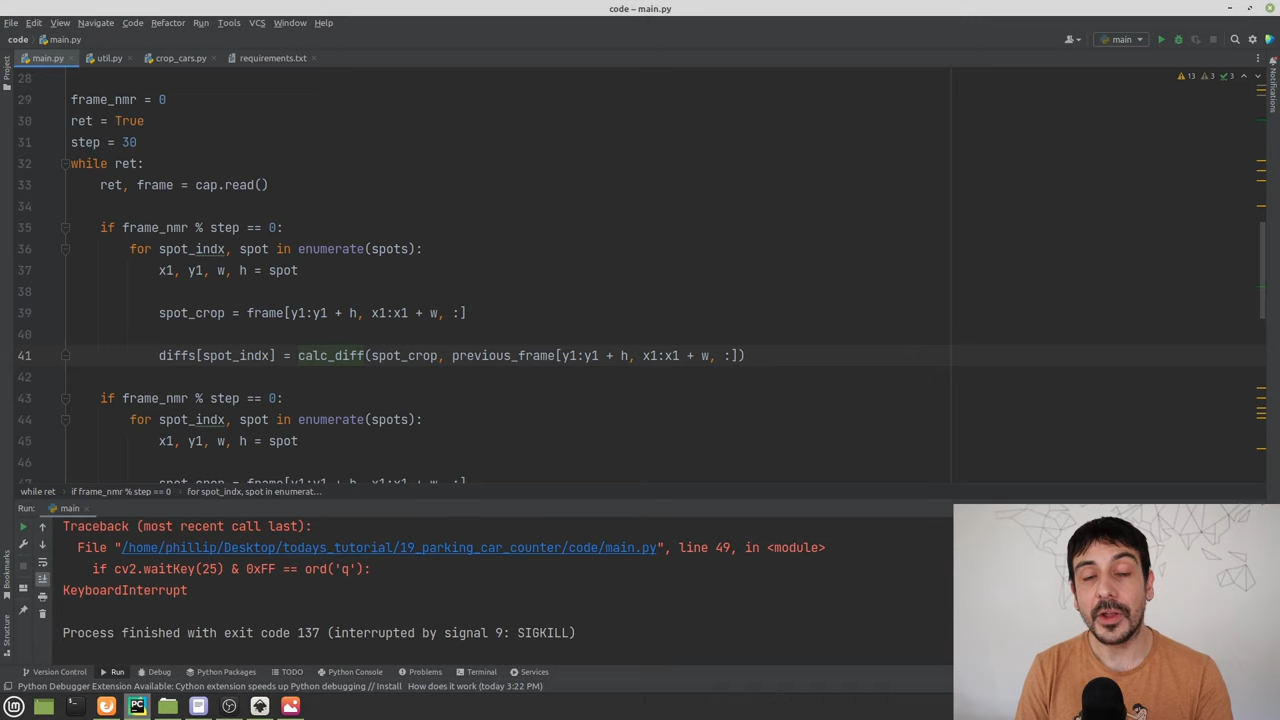 code – main.py
File Edit View Navigate Code Refactor Run Tools VCS Window Help
code main.py main
main.py util.py crop_cars.py requirements.txt
Project
Notifications
13 3 3
28
29 frame_nmr = 0
30 ret = True
31 step = 30
32 while ret:
33 ret, frame = cap.read()
34
35 if frame_nmr % step == 0:
36 for spot_indx, spot in enumerate(spots):
37 x1, y1, w, h = spot
38
39 spot_crop = frame[y1:y1 + h, x1:x1 + w, :]
40
41 diffs[spot_indx] = calc_diff(spot_crop, previous_frame[y1:y1 + h, x1:x1 + w, :])
42
43 if frame_nmr % step == 0:
44 for spot_indx, spot in enumerate(spots):
45 x1, y1, w, h = spot
46
while ret if frame_nmr % step == 0 for spot_indx, spot in enumerat...
Run: main
Traceback (most recent call last):
File "/home/phillip/Desktop/todays_tutorial/19_parking_car_counter/code/main.py", line 49, in <module>
if cv2.waitKey(25) & 0xFF == ord('q'):
KeyboardInterrupt
Process finished with exit code 137 (interrupted by signal 9: SIGKILL)
Bookmarks
Structure
Version Control Run Debug Python Packages TODO Python Console Problems Terminal Services
Python Debugger Extension Available: Cython extension speeds up Python debugging // Install How does it work (today 3:22 PM)
PC